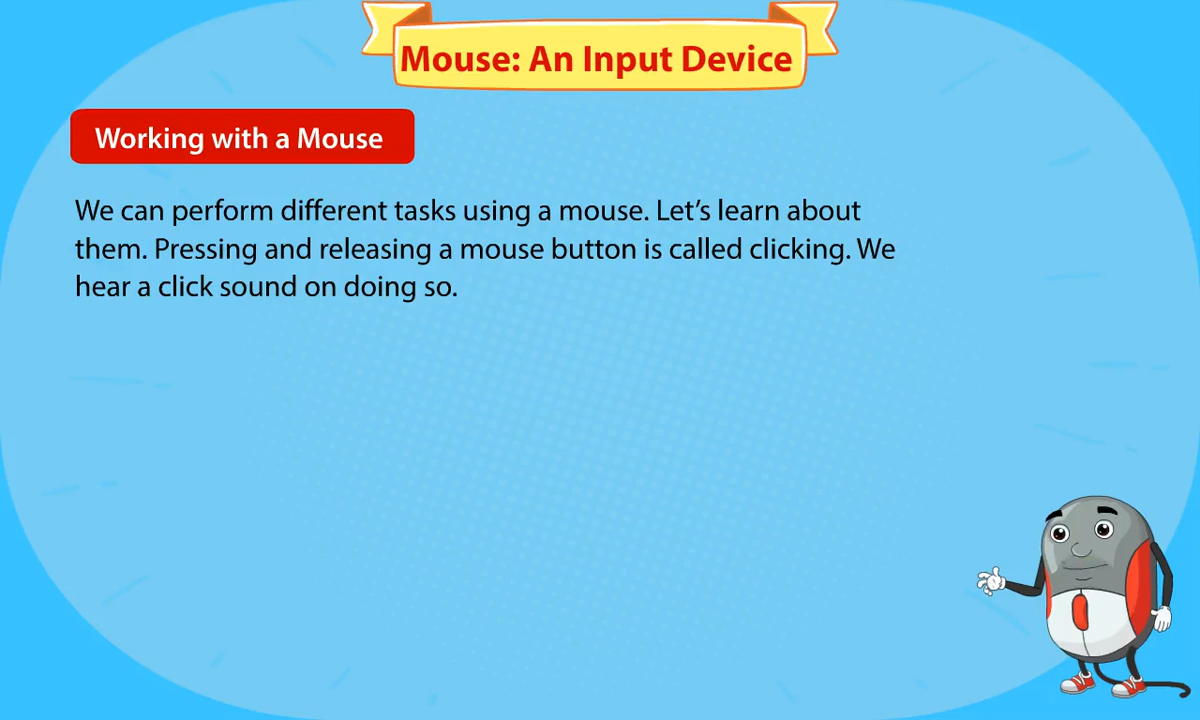 Mouse: An Input Device
Working with a Mouse
We can perform different tasks using a mouse. Let’s learn about
them. Pressing and releasing a mouse button is called clicking. We
hear a click sound on doing so.